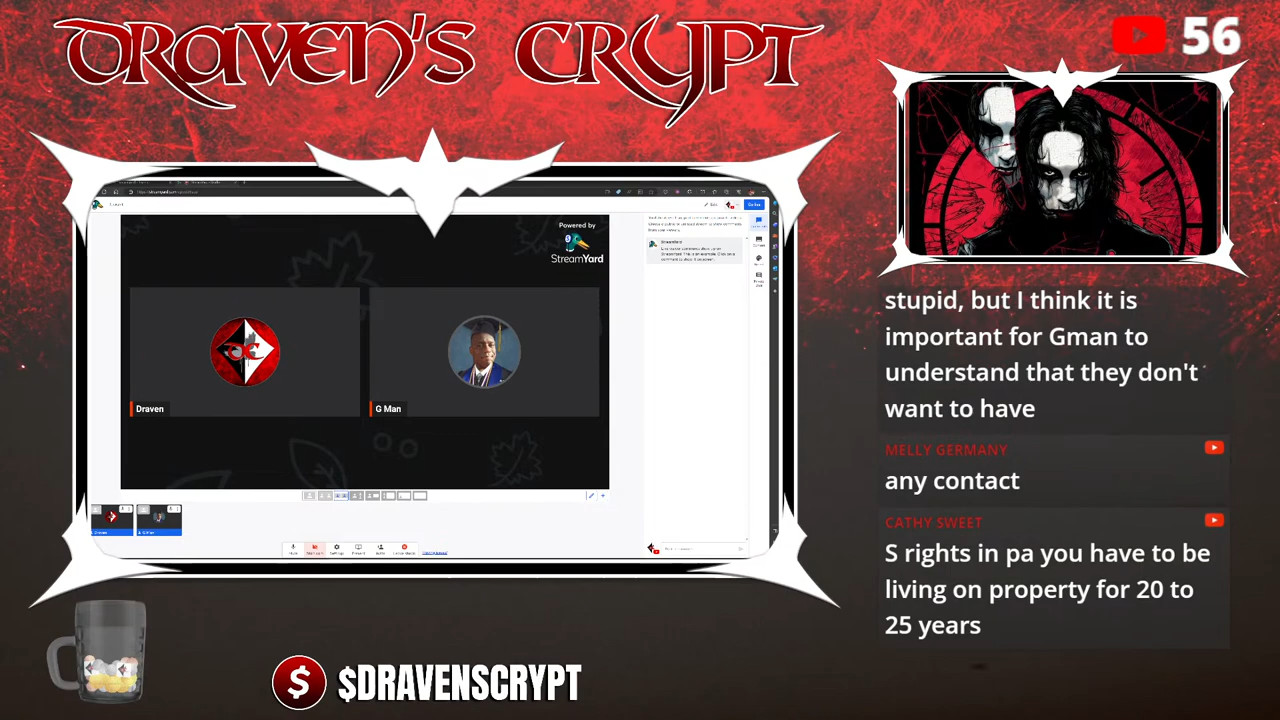 DRAVEN'S CRYPT
56
Powered by
StreamYard
Draven
G Man
stupid, but I think it is
important for Gman to
understand that they don't
want to have
MELLY GERMANY
any contact
CATHY SWEET
S rights in pa you have to be
living on property for 20 to
25 years
$
$DRAVENSCRYPT